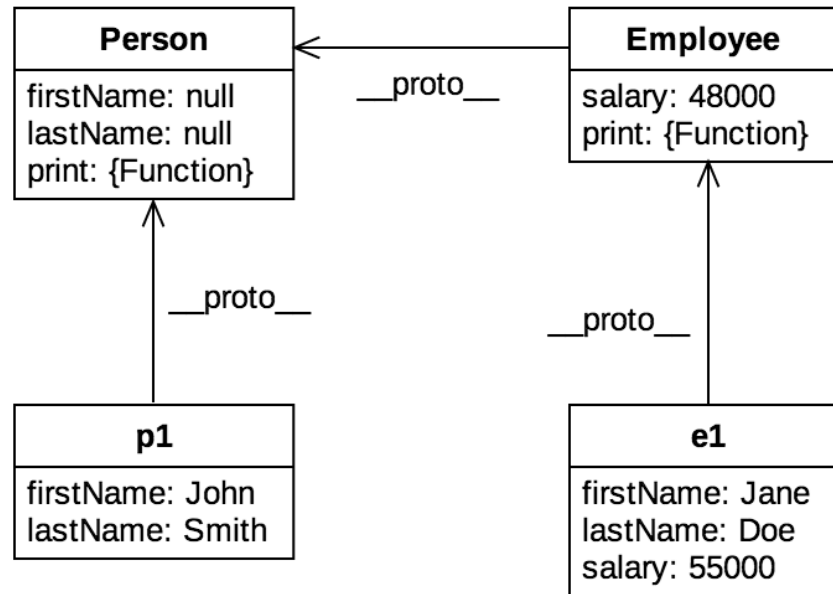 Person
firstName: null
lastName: null
print: {Function}
__proto__
Employee
salary: 48000
print: {Function}
__proto__
__proto__
p1
firstName: John
lastName: Smith
e1
firstName: Jane
lastName: Doe
salary: 55000